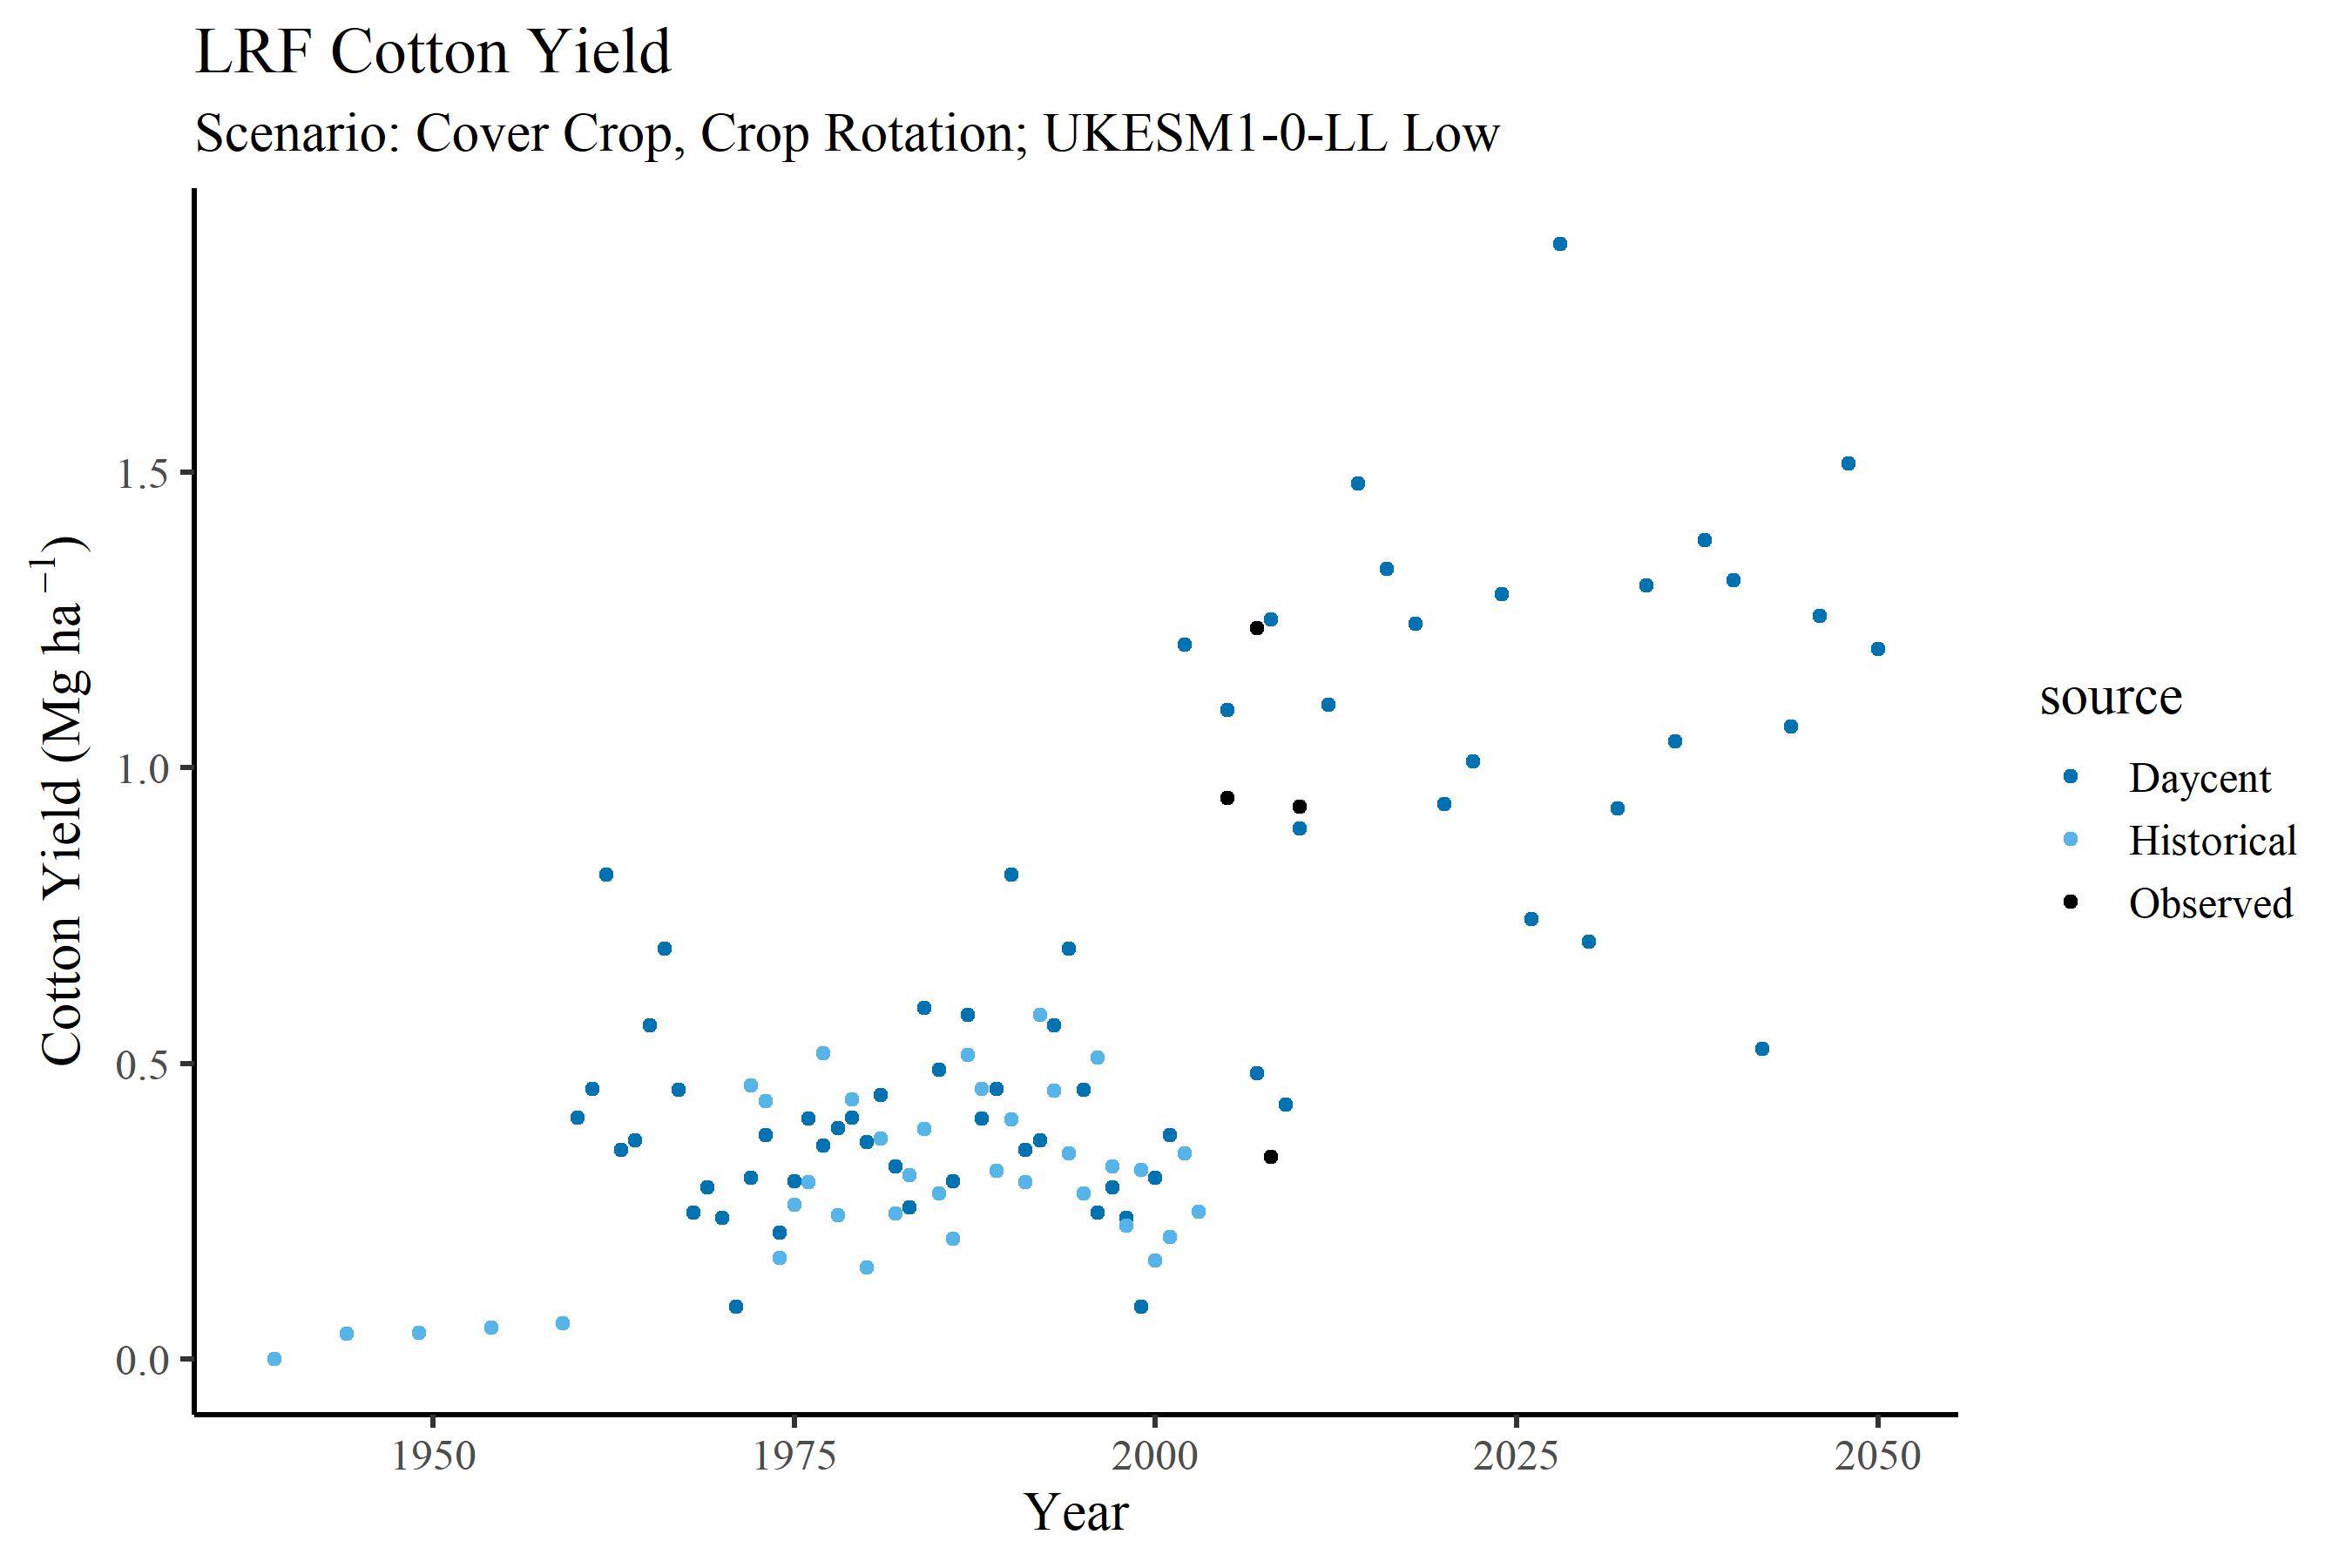 LRF Cotton Yield
Scenario: Cover Crop, Crop Rotation; UKESM1-0-LL Low
Cotton Yield (Mg ha⁻¹)
1.5
1.0
0.5
0.0
1950 1975 2000 2025 2050
Year
source
Daycent
Historical
Observed